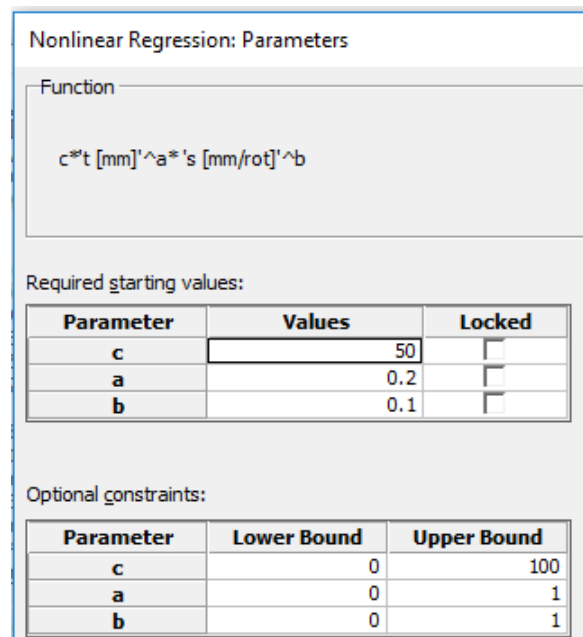 Nonlinear Regression: Parameters
Function
c*'t [mm]'^a* 's [mm/rot]'^b
Required starting values:
Parameter Values Locked
c 50
a 0.2
b 0.1
Optional constraints:
Parameter Lower Bound Upper Bound
c 0 100
a 0 1
b 0 1